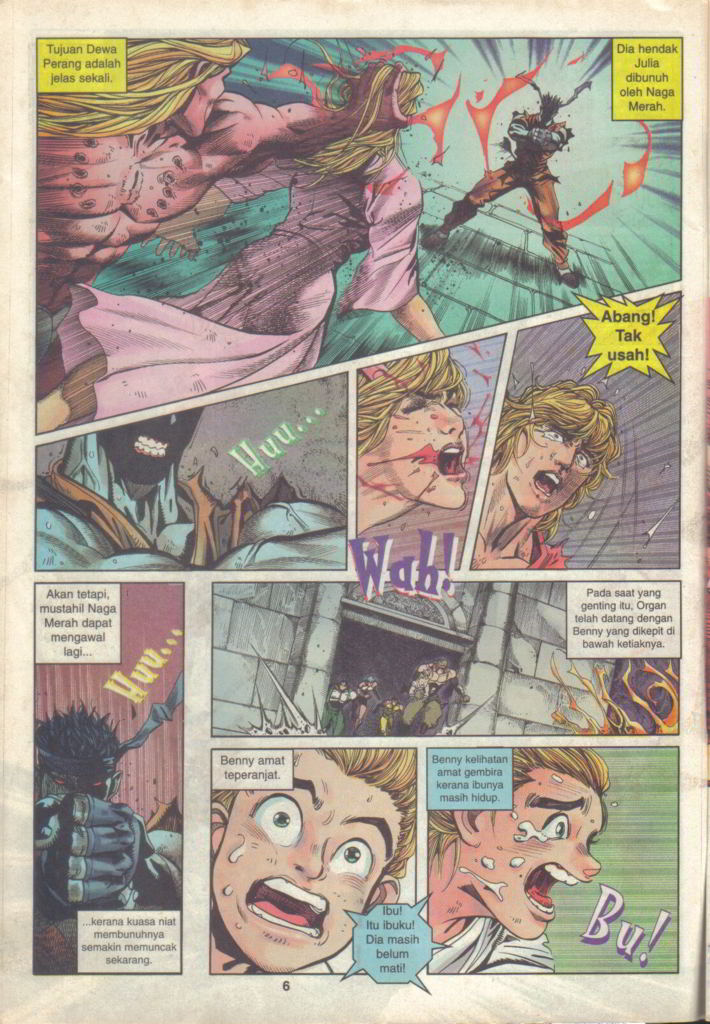 Tujuan Dewa
Perang adalah
jelas sekali.
Dia hendak
Julia
dibunuh
oleh Naga
Merah.
Abang!
Tak
usah!
Huu...
Wah!
Akan tetapi,
mustahil Naga
Merah dapat
mengawal
lagi...
Huu...
...kerana kuasa niat
membunuhnya
semakin memuncak
sekarang.
Pada saat yang
genting itu, Organ
telah datang dengan
Benny yang dikepit di
bawah ketiaknya.
Benny amat
teperanjat.
Benny kelihatan
amat gembira
kerana ibunya
masih hidup.
Ibu!
Itu ibuku!
Dia masih
belum
mati!
Bu!
6